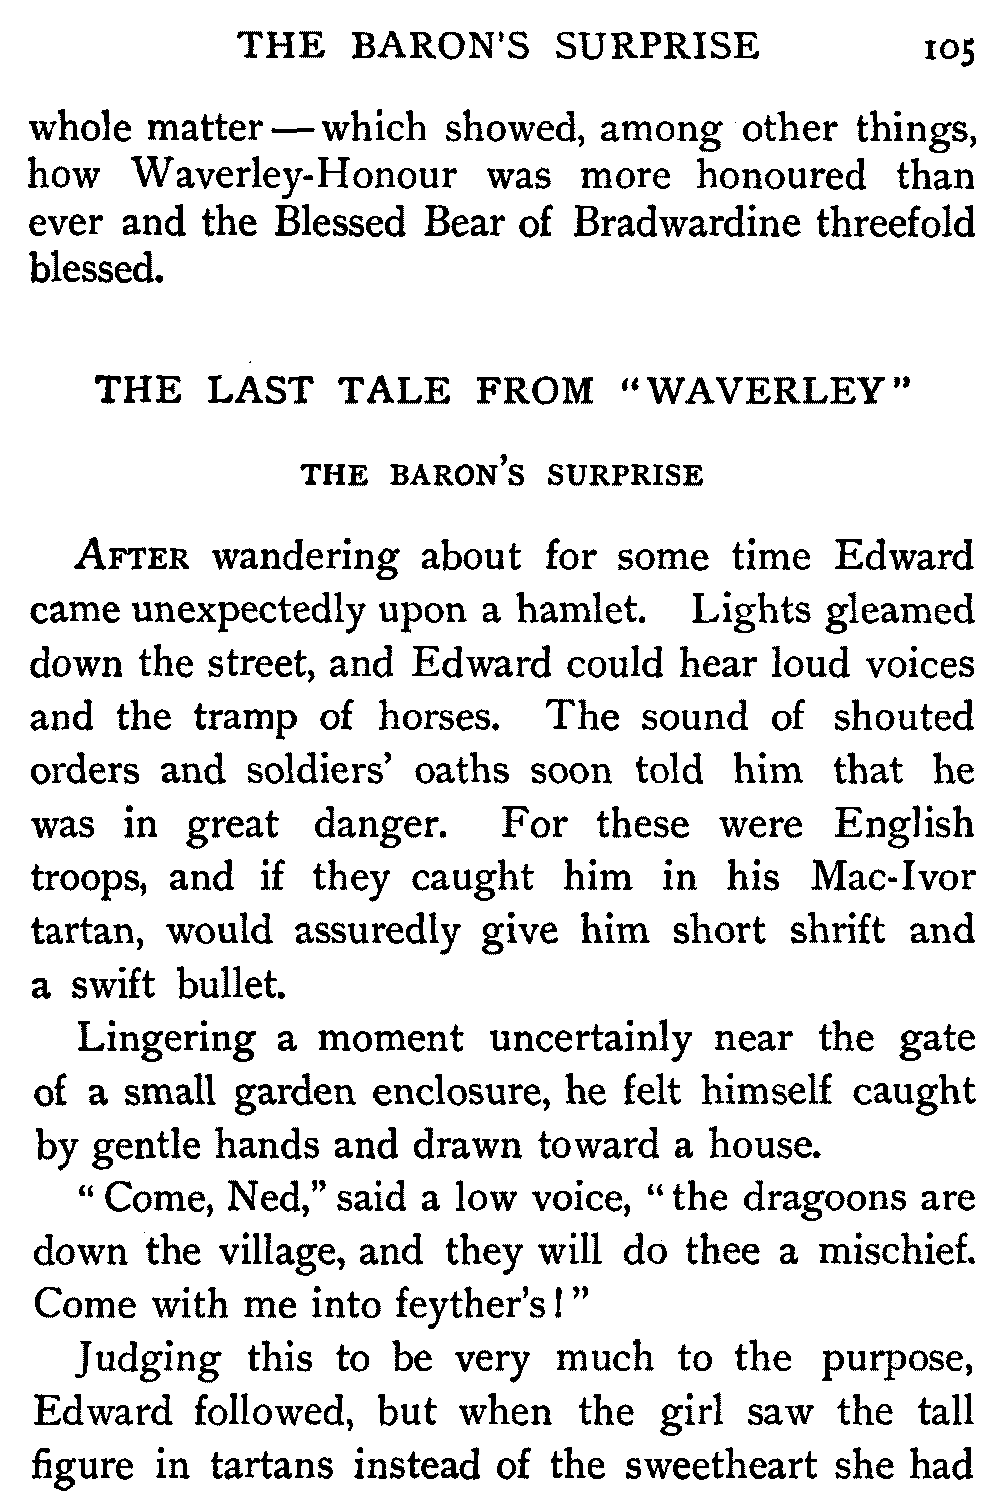 THE BARON'S SURPRISE 105
whole matter—which showed, among other things,
how Waverley-Honour was more honoured than
ever and the Blessed Bear of Bradwardine threefold
blessed.
THE LAST TALE FROM "WAVERLEY"
THE BARON'S SURPRISE
AFTER wandering about for some time Edward
came unexpectedly upon a hamlet. Lights gleamed
down the street, and Edward could hear loud voices
and the tramp of horses. The sound of shouted
orders and soldiers' oaths soon told him that he
was in great danger. For these were English
troops, and if they caught him in his Mac-Ivor
tartan, would assuredly give him short shrift and
a swift bullet.
Lingering a moment uncertainly near the gate
of a small garden enclosure, he felt himself caught
by gentle hands and drawn toward a house.
"Come, Ned," said a low voice, "the dragoons are
down the village, and they will do thee a mischief.
Come with me into feyther's!"
Judging this to be very much to the purpose,
Edward followed, but when the girl saw the tall
figure in tartans instead of the sweetheart she had